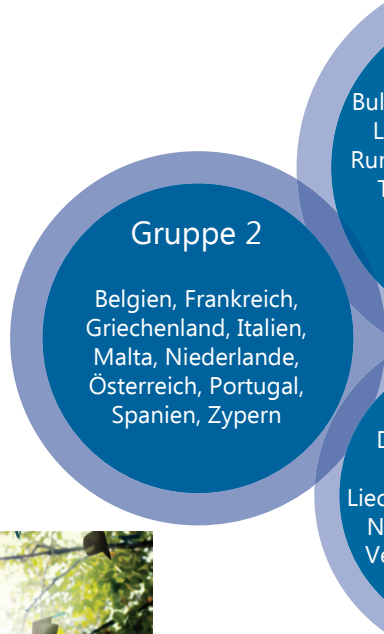 Gruppe 2
Belgien, Frankreich,
Griechenland, Italien,
Malta, Niederlande,
Österreich, Portugal,
Spanien, Zypern